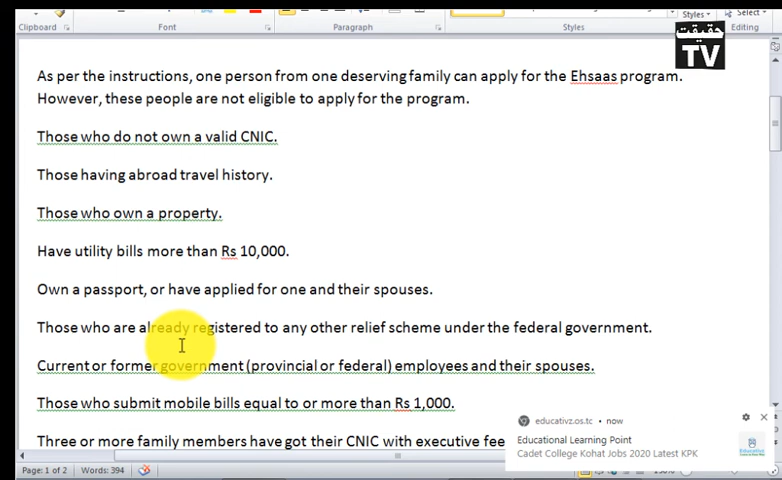 Clipboard
Font
Paragraph
Styles
Styles
Select
Editing
حقیقت
TV
As per the instructions, one person from one deserving family can apply for the Ehsaas program.
However, these people are not eligible to apply for the program.
Those who do not own a valid CNIC.
Those having abroad travel history.
Those who own a property.
Have utility bills more than Rs 10,000.
Own a passport, or have applied for one and their spouses.
Those who are already registered to any other relief scheme under the federal government.
Current or former government (provincial or federal) employees and their spouses.
Those who submit mobile bills equal to or more than Rs 1,000.
Three or more family members have got their CNIC with executive fee
educativz.os.tc • now
Educational Learning Point
Cadet College Kohat Jobs 2020 Latest KPK
Page: 1 of 2
Words: 394